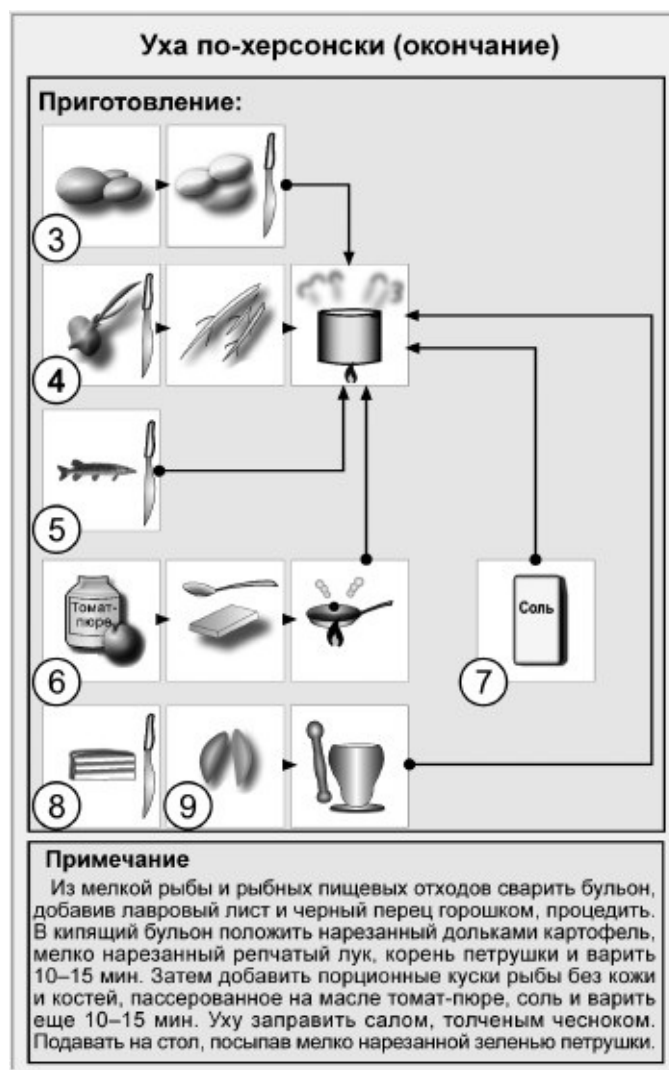 Уха по-херсонски (окончание)
Приготовление:
3
4
5
Томат-
пюре
6
Соль
7
8
9
Примечание
Из мелкой рыбы и рыбных пищевых отходов сварить бульон,
добавив лавровый лист и черный перец горошком, процедить.
В кипящий бульон положить нарезанный дольками картофель,
мелко нарезанный репчатый лук, корень петрушки и варить
10–15 мин. Затем добавить порционные куски рыбы без кожи
и костей, пассерованное на масле томат-пюре, соль и варить
еще 10–15 мин. Уху заправить салом, толченым чесноком.
Подавать на стол, посыпав мелко нарезанной зеленью петрушки.